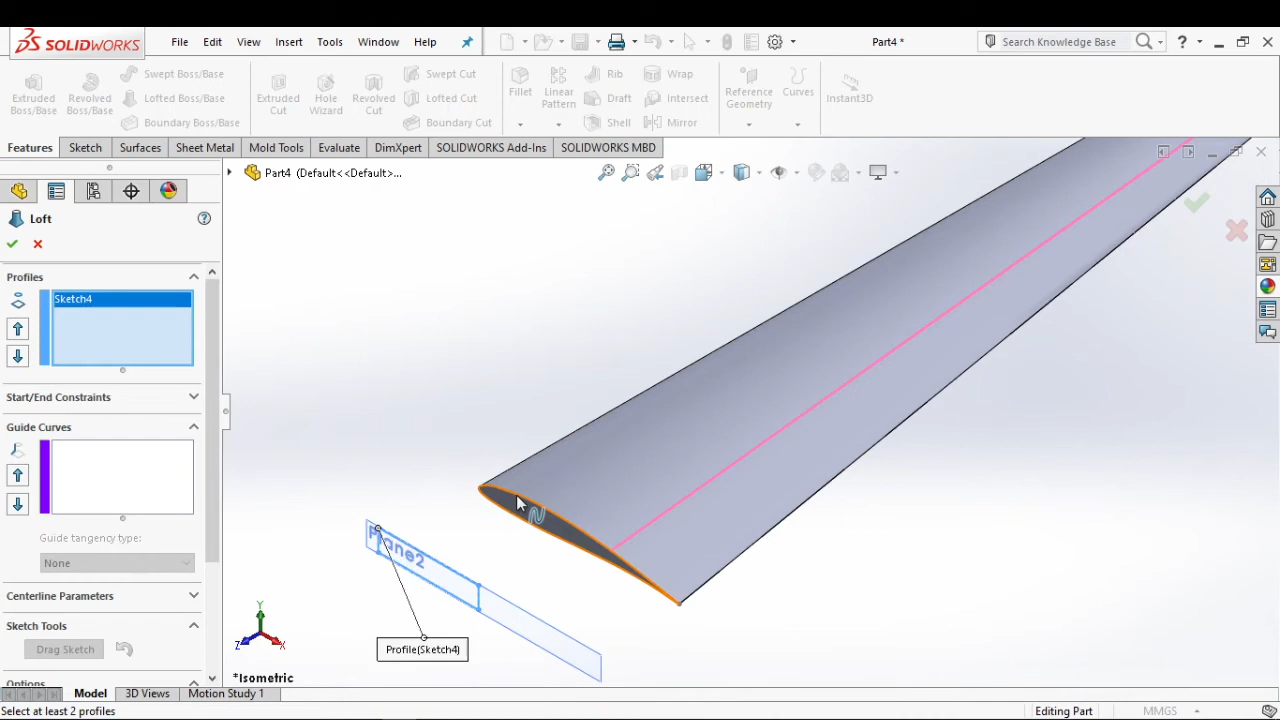 SOLIDWORKS File Edit View Insert Tools Window Help Part4 * Search Knowledge Base ?
Extruded Boss/Base
Revolved Boss/Base
Swept Boss/Base
Lofted Boss/Base
Boundary Boss/Base
Extruded Cut
Hole Wizard
Revolved Cut
Swept Cut
Lofted Cut
Boundary Cut
Fillet
Linear Pattern
Rib
Draft
Shell
Wrap
Intersect
Mirror
Reference Geometry
Curves
Instant3D
Features Sketch Surfaces Sheet Metal Mold Tools Evaluate DimXpert SOLIDWORKS Add-Ins SOLIDWORKS MBD
Part4 (Default<<Default>...
Loft
Profiles
Sketch4
Start/End Constraints
Guide Curves
Guide tangency type:
None
Centerline Parameters
Sketch Tools
Drag Sketch
Options
Plane2
Profile(Sketch4)
Y
Z
X
*Isometric
Model 3D Views Motion Study 1
Select at least 2 profiles Editing Part MMGS